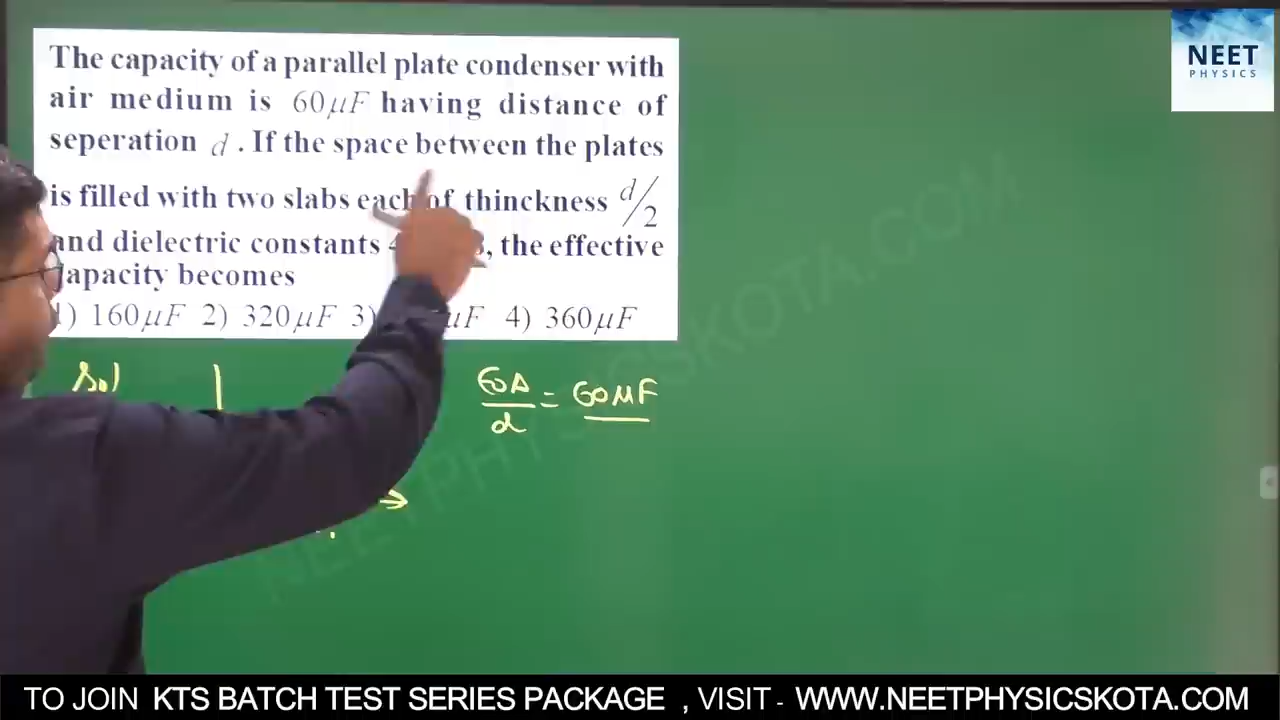 The capacity of a parallel plate condenser with
air medium is 60μF having distance of
seperation d . If the space between the plates
is filled with two slabs each of thinckness d/2
and dielectric constants 4 , the effective
capacity becomes
1) 160μF 2) 320μF 3) μF 4) 360μF
Sol
ϵ0A/d = 60μF
NEET
PHYSICS
NEETPHYSICSKOTA.COM
TO JOIN KTS BATCH TEST SERIES PACKAGE , VISIT - WWW.NEETPHYSICSKOTA.COM